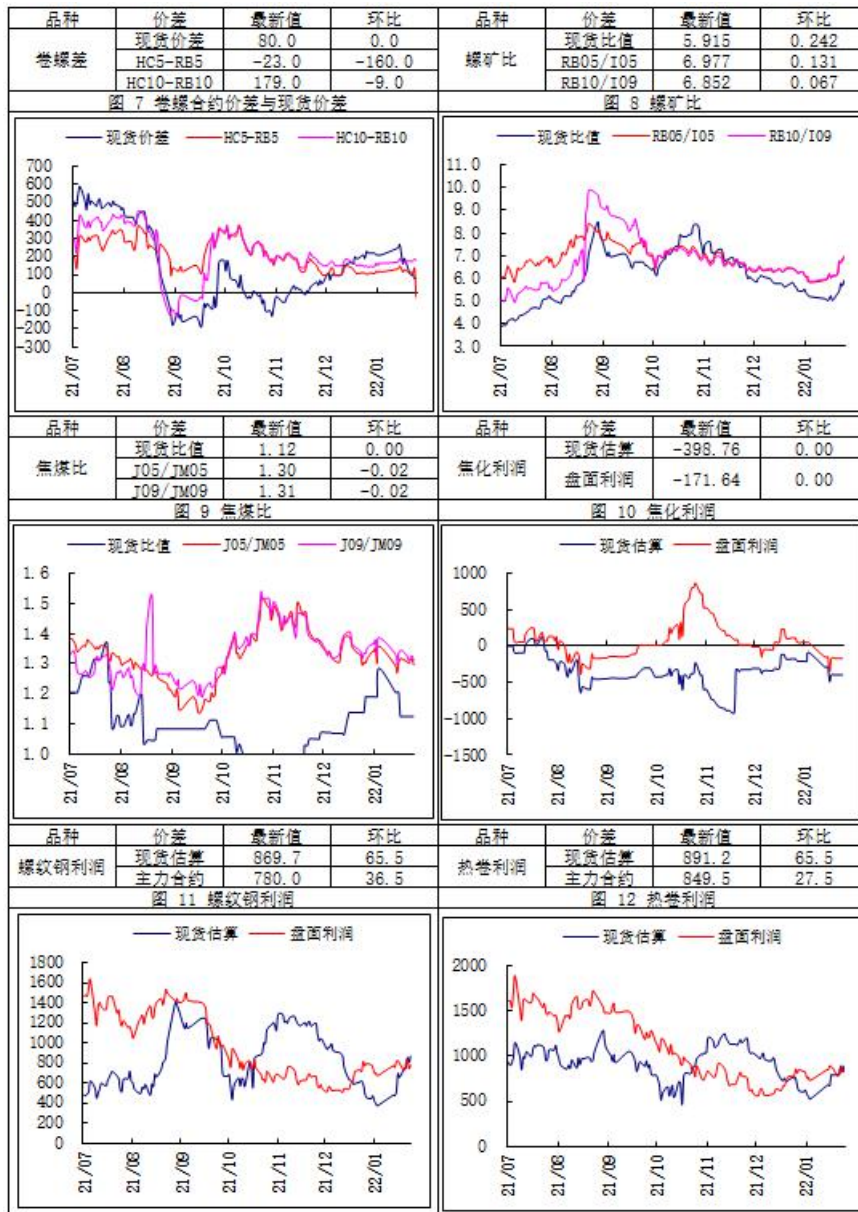 品种 价差 最新值 环比 品种 价差 最新值 环比
卷螺差 现货价差 80.0 0.0 螺矿比 现货比值 5.915 0.242
HC5-RB5 -23.0 -160.0 RB05/I05 6.977 0.131
HC10-RB10 179.0 -9.0 RB10/I09 6.852 0.067
图 7 卷螺合约价差与现货价差 图 8 螺矿比
现货价差 HC5-RB5 HC10-RB10
700
600
500
400
300
200
100
0
-100
-200
-300
21/07 21/08 21/09 21/10 21/11 21/12 22/01
现货比值 RB05/I05 RB10/I09
11.0
10.0
9.0
8.0
7.0
6.0
5.0
4.0
3.0
21/07 21/08 21/09 21/10 21/11 21/12 22/01
品种 价差 最新值 环比 品种 价差 最新值 环比
焦煤比 现货比值 1.12 0.00 焦化利润 现货估算 -398.76 0.00
J05/JM05 1.30 -0.02 盘面利润 -171.64 0.00
J09/JM09 1.31 -0.02
图 9 焦煤比 图 10 焦化利润
现货比值 J05/JM05 J09/JM09
1.6
1.5
1.4
1.3
1.2
1.1
1.0
21/07 21/08 21/09 21/10 21/11 21/12 22/01
现货估算 盘面利润
1000
500
0
-500
-1000
-1500
21/07 21/08 21/09 21/10 21/11 21/12 22/01
品种 价差 最新值 环比 品种 价差 最新值 环比
螺纹钢利润 现货估算 869.7 65.5 热卷利润 现货估算 891.2 65.5
主力合约 780.0 36.5 主力合约 849.5 27.5
图 11 螺纹钢利润 图 12 热卷利润
现货估算 盘面利润
1800
1600
1400
1200
1000
800
600
400
200
0
21/07 21/08 21/09 21/10 21/11 21/12 22/01
现货估算 盘面利润
2000
1500
1000
500
0
21/07 21/08 21/09 21/10 21/11 21/12 22/01